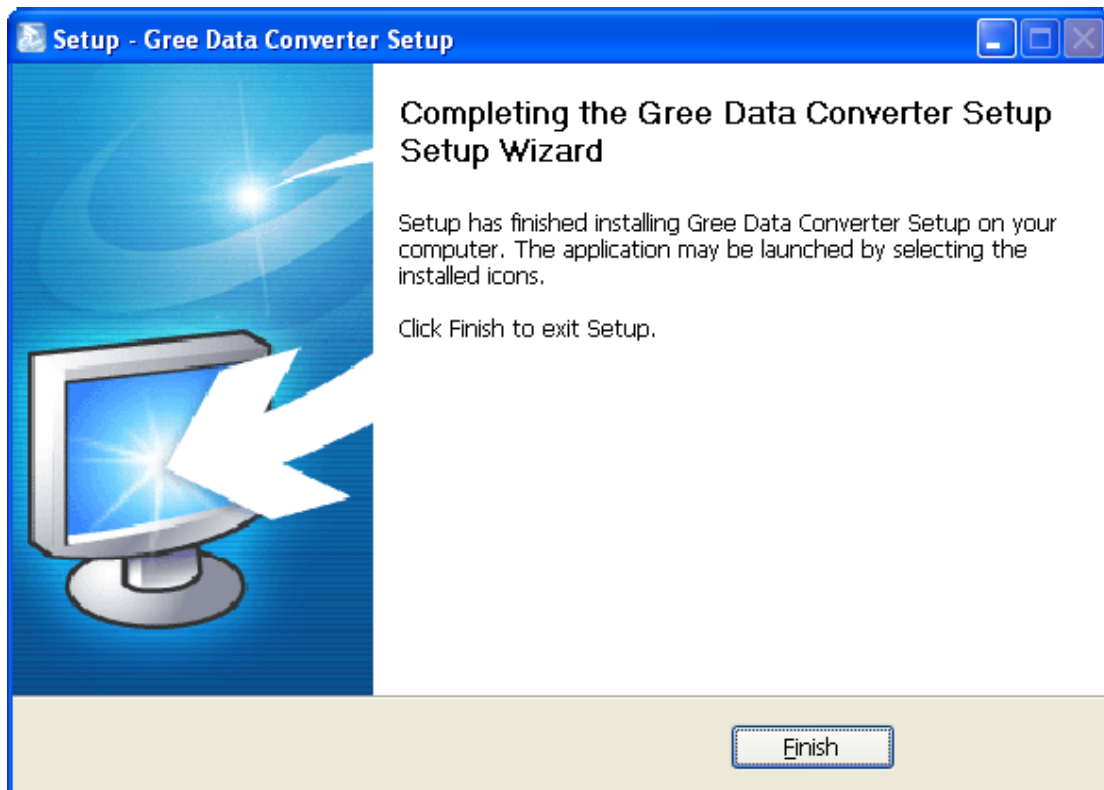 Setup - Gree Data Converter Setup
Completing the Gree Data Converter Setup
Setup Wizard
Setup has finished installing Gree Data Converter Setup on your
computer. The application may be launched by selecting the
installed icons.
Click Finish to exit Setup.
Finish